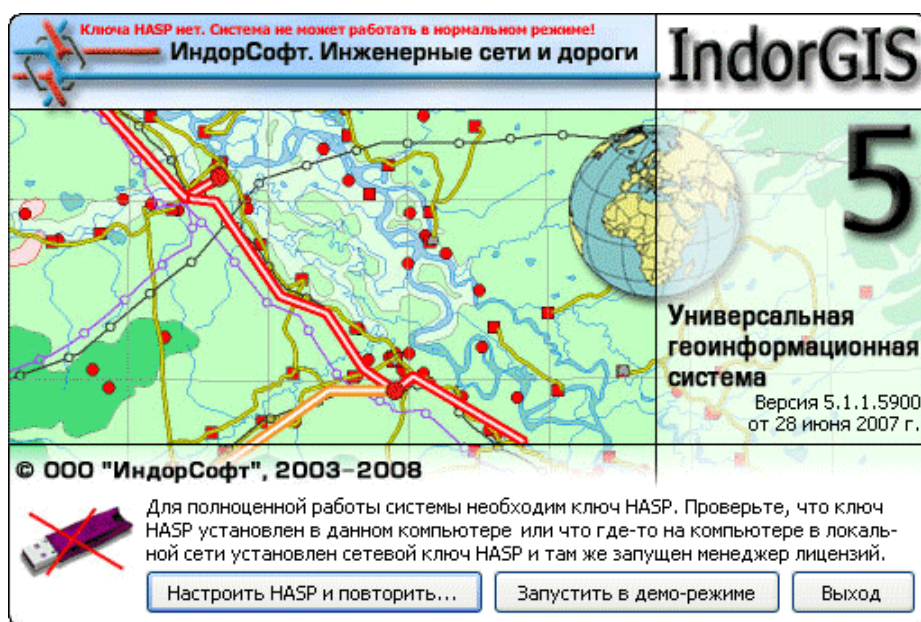 Ключа HASP нет. Система не может работать в нормальном режиме!
ИндорСофт. Инженерные сети и дороги
IndorGIS
5
Универсальная
геоинформационная
система
Версия 5.1.1.5900
от 28 июня 2007 г.
© ООО "ИндорСофт", 2003-2008
Для полноценной работы системы необходим ключ HASP. Проверьте, что ключ
HASP установлен в данном компьютере или что где-то на компьютере в локаль-
ной сети установлен сетевой ключ HASP и там же запущен менеджер лицензий.
Настроить HASP и повторить...
Запустить в демо-режиме
Выход